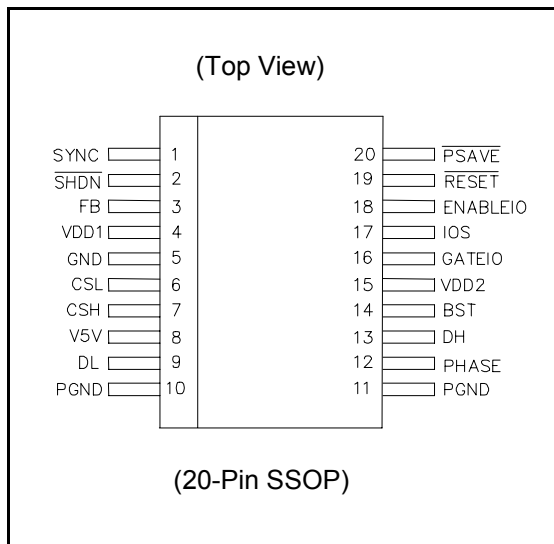 (Top View)
SYNC 1 20 PSAVE
SHDN 2 19 RESET
FB 3 18 ENABLEIO
VDD1 4 17 IOS
GND 5 16 GATEIO
CSL 6 15 VDD2
CSH 7 14 BST
V5V 8 13 DH
DL 9 12 PHASE
PGND 10 11 PGND
(20-Pin SSOP)